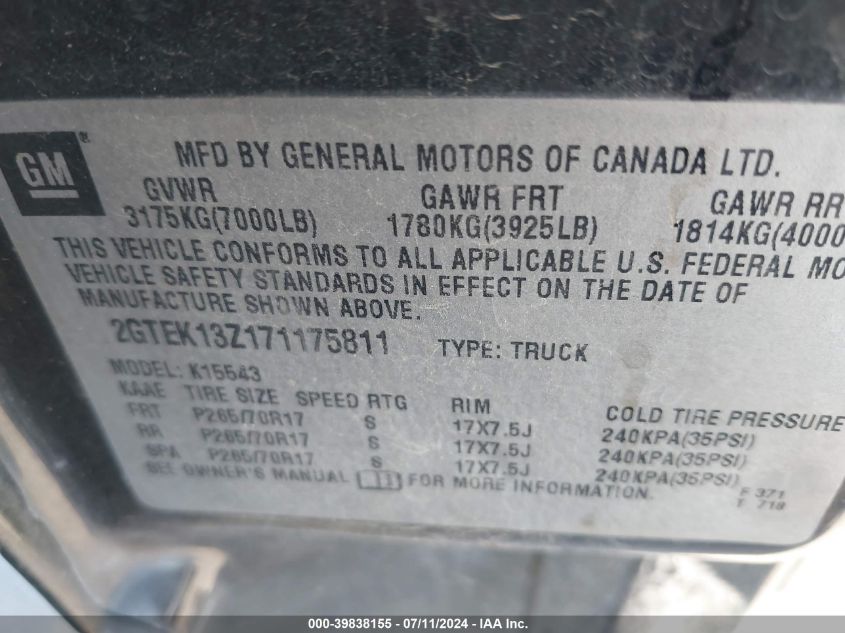 GM
®
MFD BY GENERAL MOTORS OF CANADA LTD.
GVWR GAWR FRT GAWR RR
3175KG(7000LB) 1780KG(3925LB) 1814KG(4000
THIS VEHICLE CONFORMS TO ALL APPLICABLE U.S. FEDERAL MO
VEHICLE SAFETY STANDARDS IN EFFECT ON THE DATE OF
MANUFACTURE SHOWN ABOVE.
2GTEK13Z171175811 TYPE: TRUCK
MODEL: K15543
KAAE TIRE SIZE SPEED RTG RIM COLD TIRE PRESSURE
FRT P265/70R17 S 17X7.5J 240KPA(35PSI)
RR P265/70R17 S 17X7.5J 240KPA(35PSI)
SPA P265/70R17 S 17X7.5J 240KPA(35PSI)
SEE OWNER'S MANUAL FOR MORE INFORMATION.
F 371
T 718
000-39838155 - 07/11/2024 - IAA Inc.